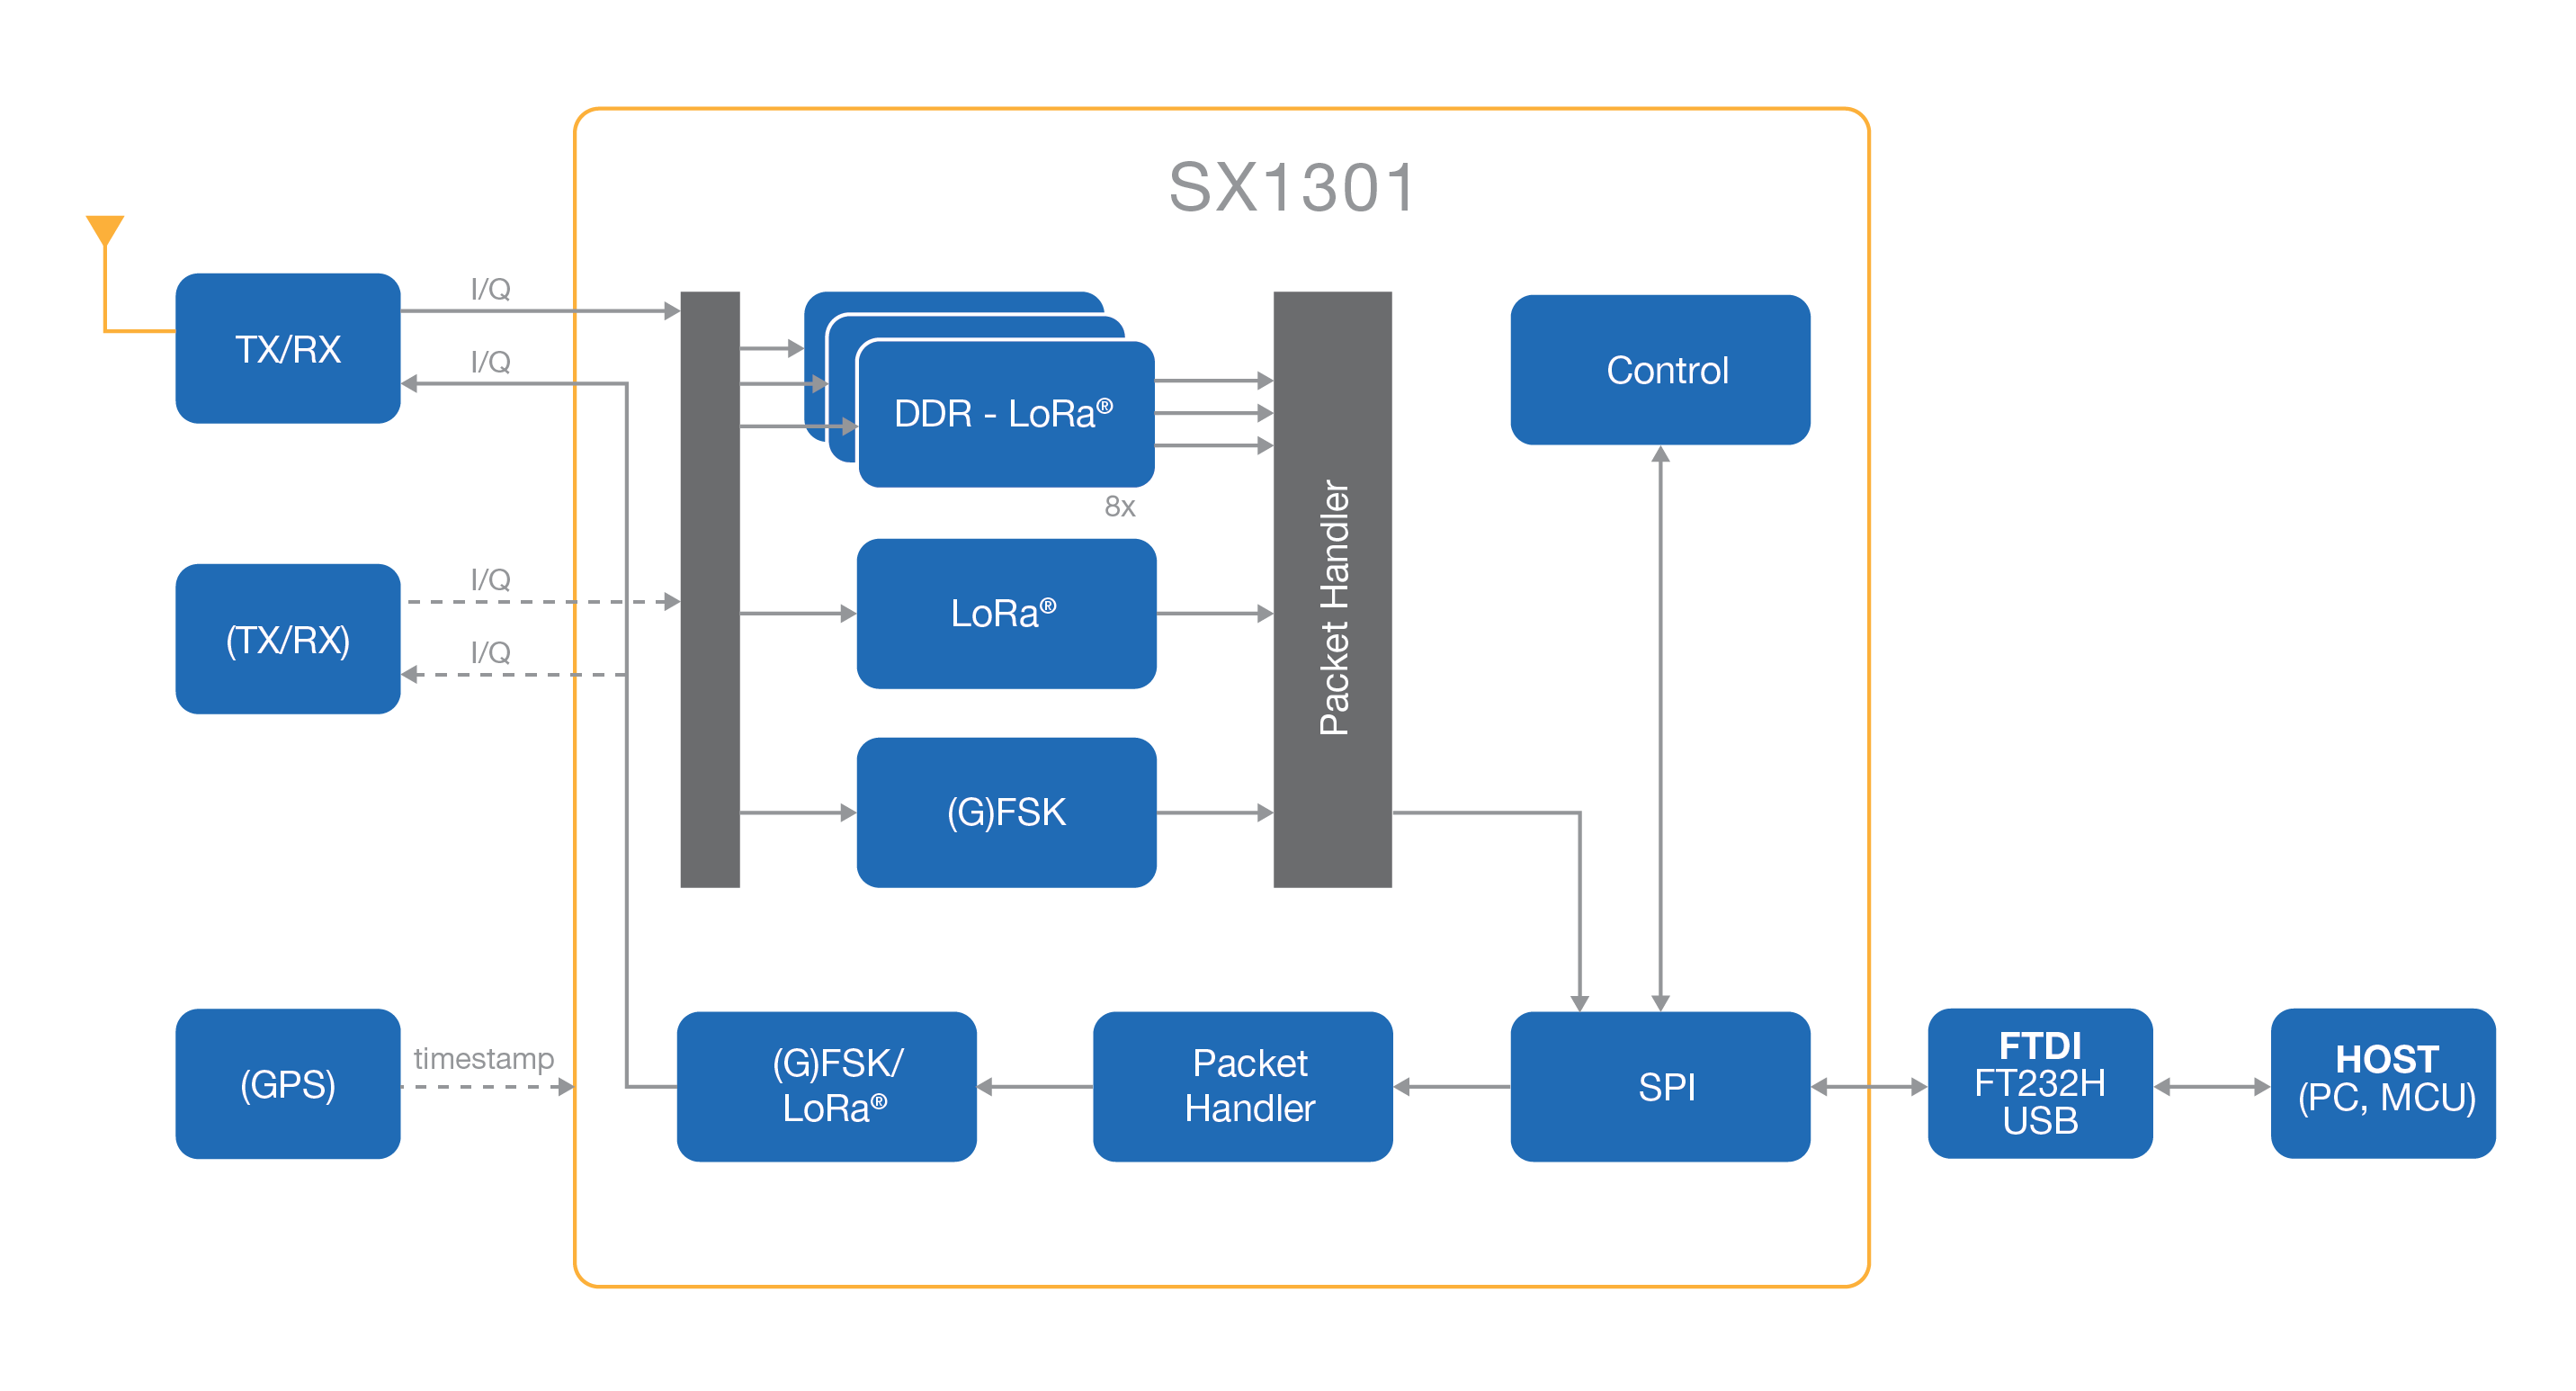 SX1301
TX/RX
I/Q
I/Q
DDR - LoRa®
8x
Control
(TX/RX)
I/Q
I/Q
LoRa®
Packet Handler
(G)FSK
(GPS)
timestamp
(G)FSK/
LoRa®
Packet
Handler
SPI
FTDI
FT232H
USB
HOST
(PC, MCU)